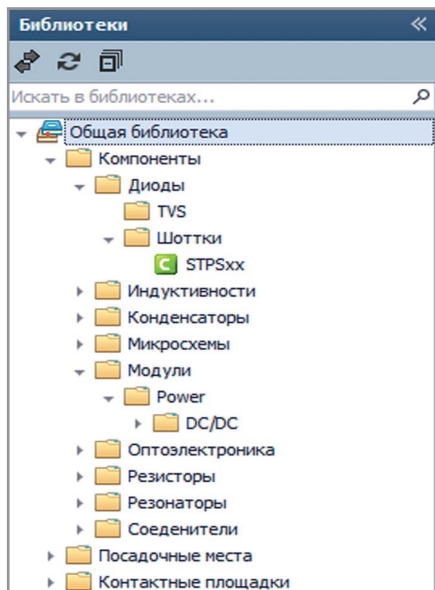 Библиотеки
Искать в библиотеках...
Общая библиотека
Компоненты
Диоды
TVS
Шоттки
C STPSxx
Индуктивности
Конденсаторы
Микросхемы
Модули
Power
DC/DC
Оптоэлектроника
Резисторы
Резонаторы
Соеденители
Посадочные места
Контактные площадки